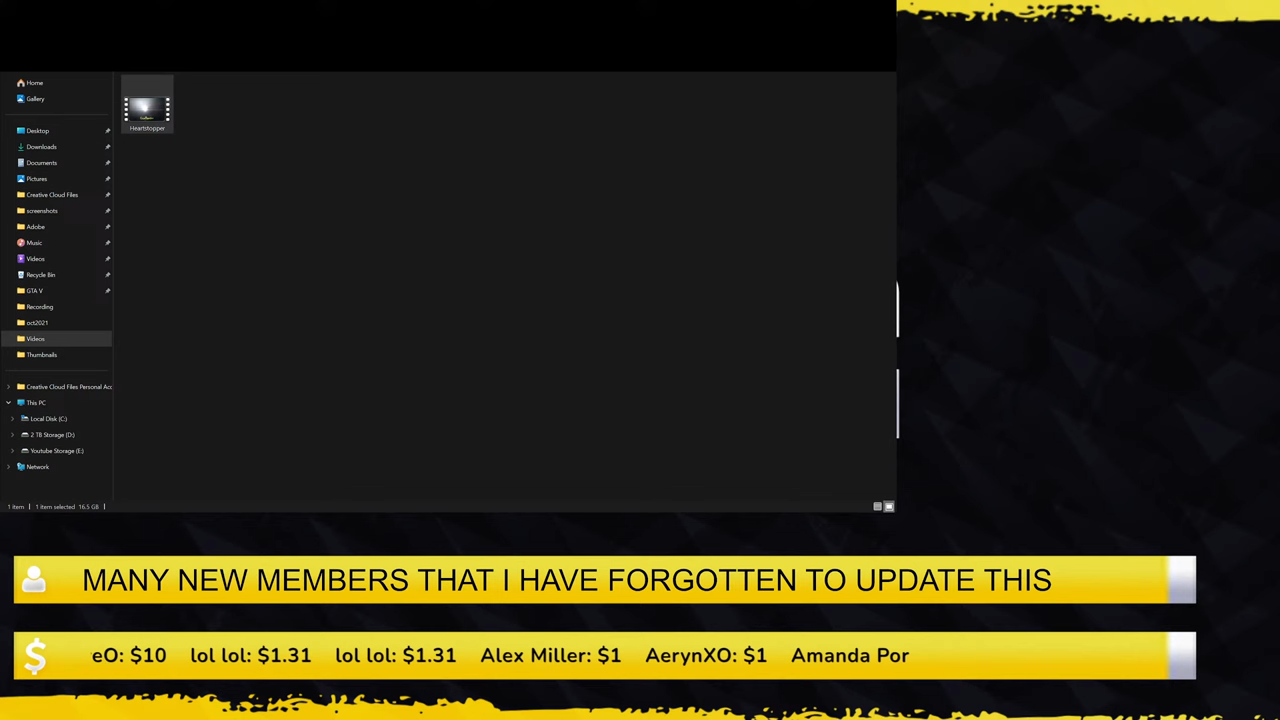 Home
Gallery
Heartstopper
Desktop
Downloads
Documents
Pictures
Creative Cloud Files
screenshots
Adobe
Music
Videos
Recycle Bin
GTA V
Recording
oct2021
Videos
Thumbnails
Creative Cloud Files Personal Acc
This PC
Local Disk (C:)
2 TB Storage (D:)
Youtube Storage (E:)
Network
1 item 1 item selected 16.5 GB
MANY NEW MEMBERS THAT I HAVE FORGOTTEN TO UPDATE THIS
$ eO: $10 lol lol: $1.31 lol lol: $1.31 Alex Miller: $1 AerynXO: $1 Amanda Por